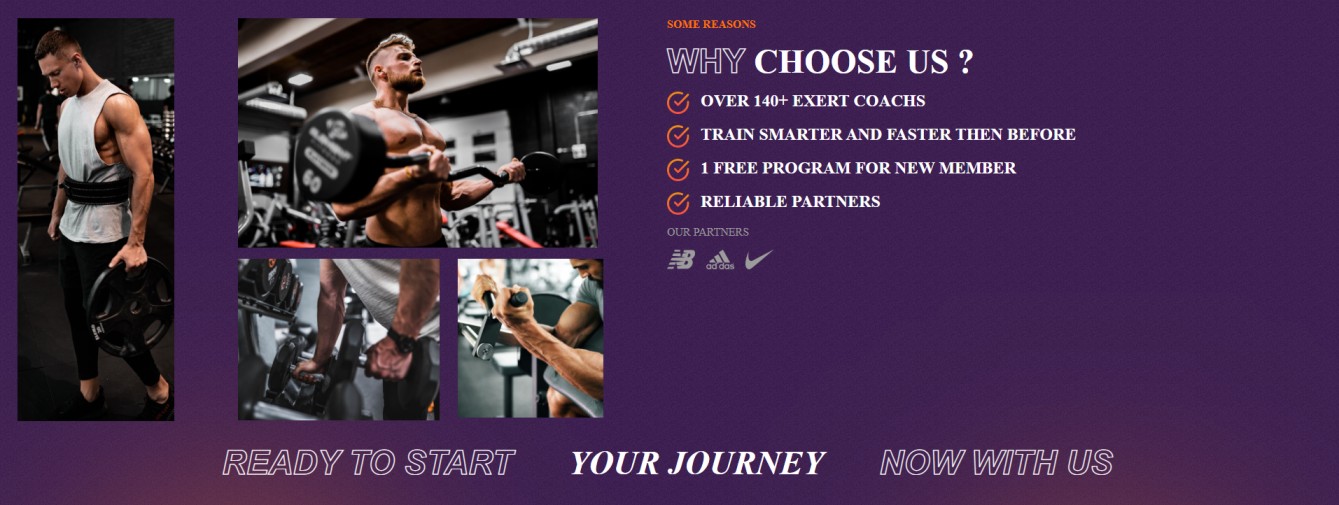 SOME REASONS
WHY CHOOSE US ?
OVER 140+ EXERT COACHS
TRAIN SMARTER AND FASTER THEN BEFORE
1 FREE PROGRAM FOR NEW MEMBER
RELIABLE PARTNERS
OUR PARTNERS
adidas
60
READY TO START YOUR JOURNEY NOW WITH US